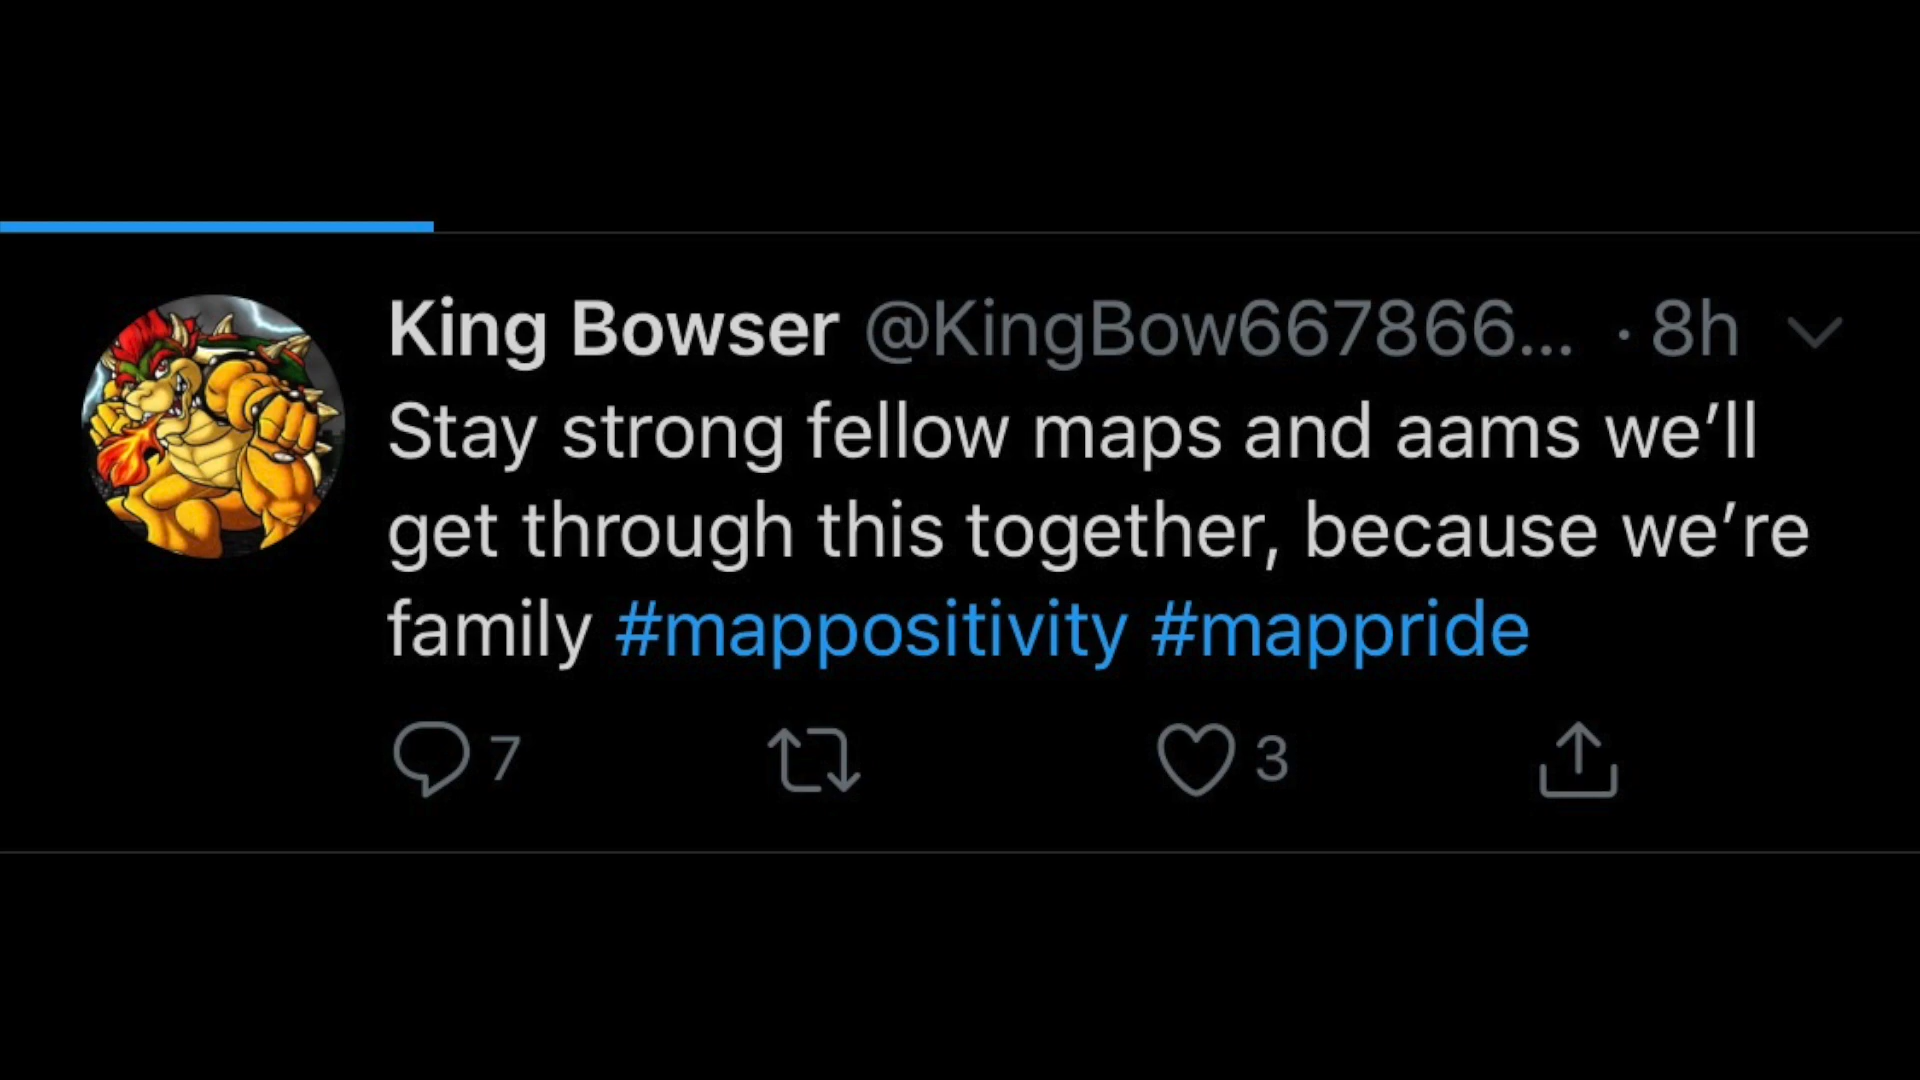 King Bowser @KingBow667866... · 8h
Stay strong fellow maps and aams we’ll
get through this together, because we’re
family #mappositivity #mappride
7 3